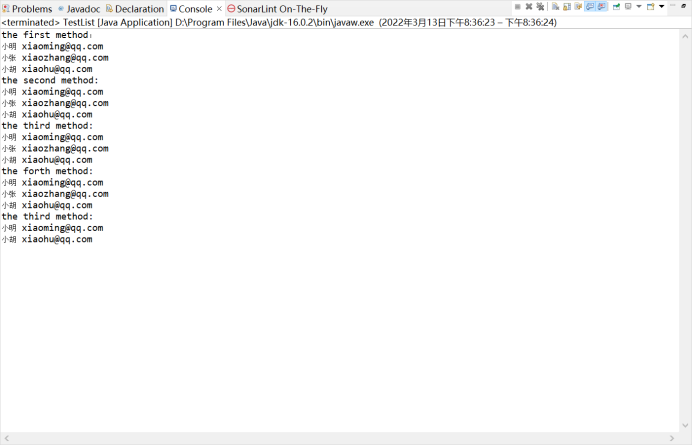 Problems Javadoc Declaration Console SonarLint On-The-Fly
<terminated> TestList [Java Application] D:\Program Files\Java\jdk-16.0.2\bin\javaw.exe (2022年3月13日下午8:36:23 – 下午8:36:24)
the first method:
小明 xiaoming@qq.com
小张 xiaozhang@qq.com
小胡 xiaohu@qq.com
the second method:
小明 xiaoming@qq.com
小张 xiaozhang@qq.com
小胡 xiaohu@qq.com
the third method:
小明 xiaoming@qq.com
小张 xiaozhang@qq.com
小胡 xiaohu@qq.com
the forth method:
小明 xiaoming@qq.com
小张 xiaozhang@qq.com
小胡 xiaohu@qq.com
the third method:
小明 xiaoming@qq.com
小胡 xiaohu@qq.com